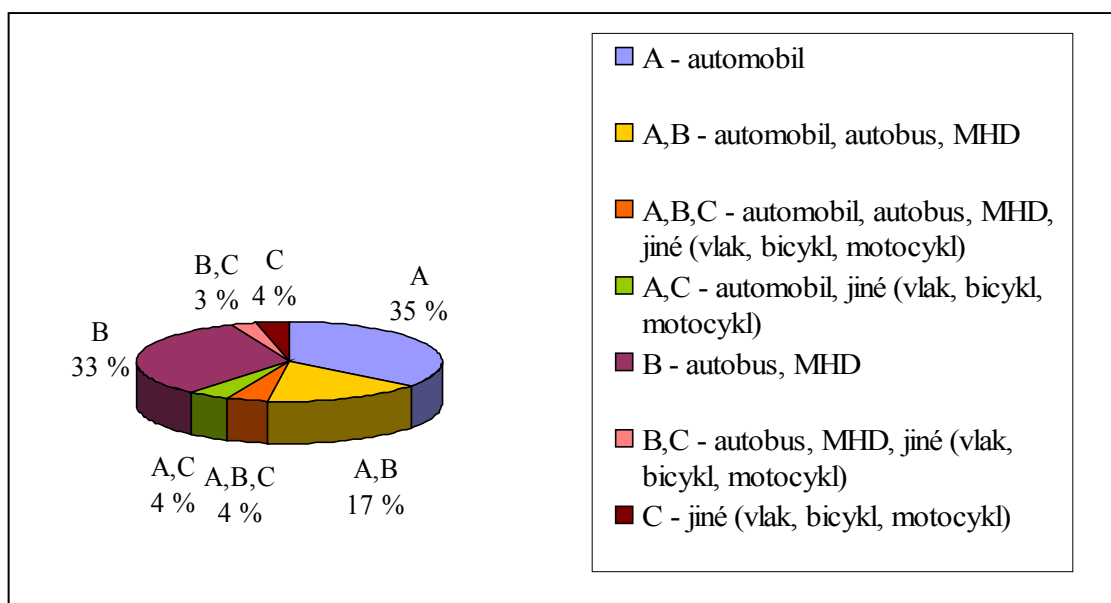 B,C
3 %
C
4 %
A
35 %
B
33 %
A,C
4 %
A,B,C
4 %
A,B
17 %
A - automobil
A,B - automobil, autobus, MHD
A,B,C - automobil, autobus, MHD,
jiné (vlak, bicykl, motocykl)
A,C - automobil, jiné (vlak, bicykl,
motocykl)
B - autobus, MHD
B,C - autobus, MHD, jiné (vlak,
bicykl, motocykl)
C - jiné (vlak, bicykl, motocykl)